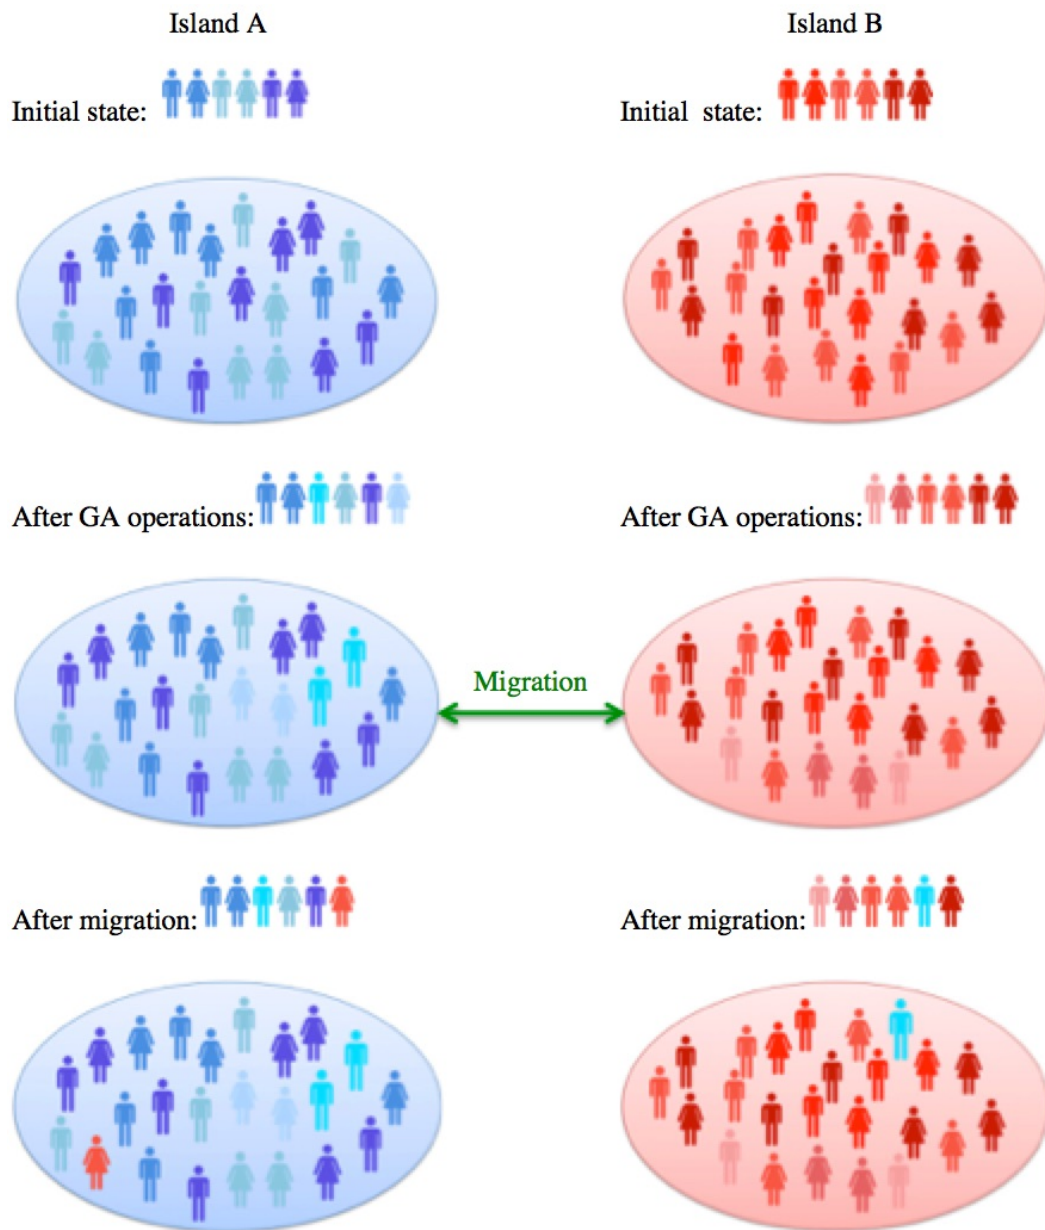 Island A
Island B
Initial state:
Initial state:
After GA operations:
After GA operations:
Migration
After migration:
After migration: